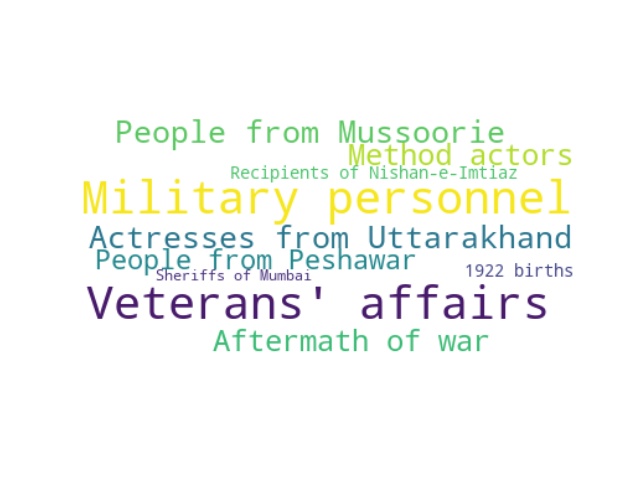 People from Mussoorie
Method actors
Recipients of Nishan-e-Imtiaz
Military personnel
Actresses from Uttarakhand
People from Peshawar
1922 births
Sheriffs of Mumbai
Veterans' affairs
Aftermath of war